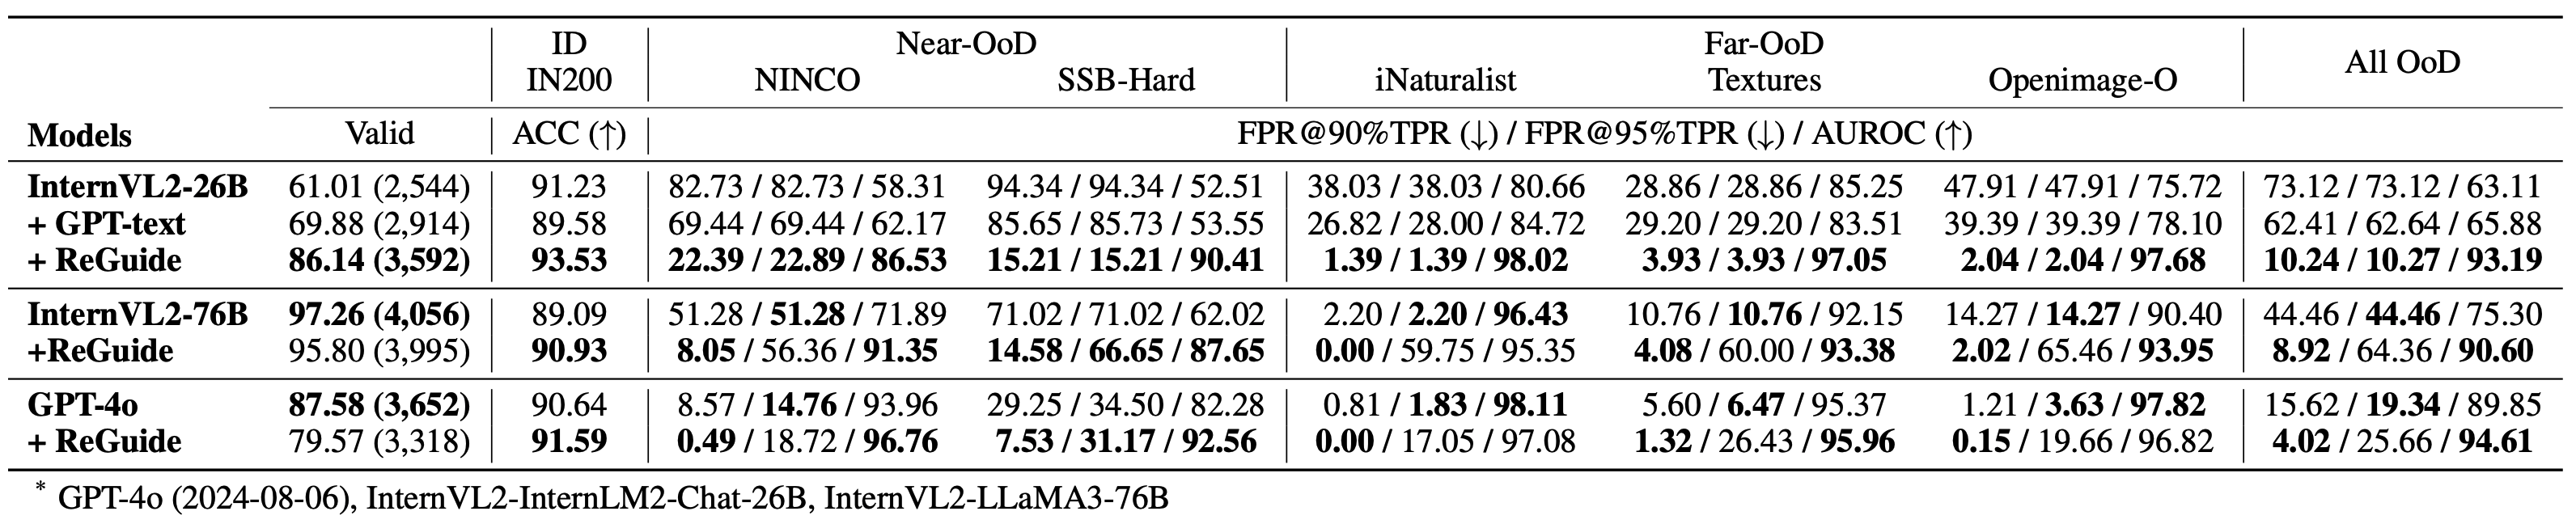 ID Near-OoD Far-OoD All OoD
IN200 NINCO SSB-Hard iNaturalist Textures Openimage-O
Models Valid ACC (↑) FPR@90%TPR (↓) / FPR@95%TPR (↓) / AUROC (↑)
InternVL2-26B 61.01 (2,544) 91.23 82.73 / 82.73 / 58.31 94.34 / 94.34 / 52.51 38.03 / 38.03 / 80.66 28.86 / 28.86 / 85.25 47.91 / 47.91 / 75.72 73.12 / 73.12 / 63.11
+ GPT-text 69.88 (2,914) 89.58 69.44 / 69.44 / 62.17 85.65 / 85.73 / 53.55 26.82 / 28.00 / 84.72 29.20 / 29.20 / 83.51 39.39 / 39.39 / 78.10 62.41 / 62.64 / 65.88
+ ReGuide 86.14 (3,592) 93.53 22.39 / 22.89 / 86.53 15.21 / 15.21 / 90.41 1.39 / 1.39 / 98.02 3.93 / 3.93 / 97.05 2.04 / 2.04 / 97.68 10.24 / 10.27 / 93.19
InternVL2-76B 97.26 (4,056) 89.09 51.28 / 51.28 / 71.89 71.02 / 71.02 / 62.02 2.20 / 2.20 / 96.43 10.76 / 10.76 / 92.15 14.27 / 14.27 / 90.40 44.46 / 44.46 / 75.30
+ReGuide 95.80 (3,995) 90.93 8.05 / 56.36 / 91.35 14.58 / 66.65 / 87.65 0.00 / 59.75 / 95.35 4.08 / 60.00 / 93.38 2.02 / 65.46 / 93.95 8.92 / 64.36 / 90.60
GPT-4o 87.58 (3,652) 90.64 8.57 / 14.76 / 93.96 29.25 / 34.50 / 82.28 0.81 / 1.83 / 98.11 5.60 / 6.47 / 95.37 1.21 / 3.63 / 97.82 15.62 / 19.34 / 89.85
+ ReGuide 79.57 (3,318) 91.59 0.49 / 18.72 / 96.76 7.53 / 31.17 / 92.56 0.00 / 17.05 / 97.08 1.32 / 26.43 / 95.96 0.15 / 19.66 / 96.82 4.02 / 25.66 / 94.61
* GPT-4o (2024-08-06), InternVL2-InternLM2-Chat-26B, InternVL2-LLaMA3-76B